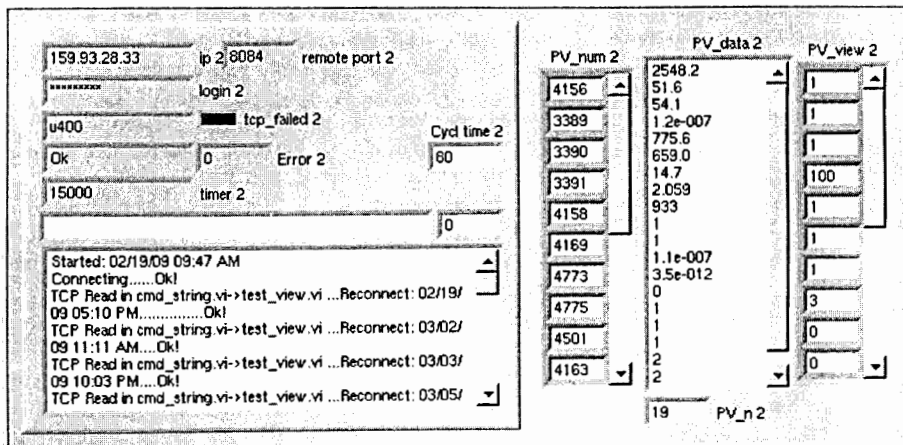 159.93.28.33 Ip 2 8084 remote port 2
********* login 2
u400 tcp_failed 2
Cycl time 2
Ok 0 Error 2 60
15000 timer 2
0
Started: 02/19/09 09:47 AM
Connecting......Ok!
TCP Read in cmd_string.vi->test_view.vi ...Reconnect: 02/19/
09 05:10 PM...............Ok!
TCP Read in cmd_string.vi->test_view.vi ...Reconnect: 03/02/
09 11:11 AM....Ok!
TCP Read in cmd_string.vi->test_view.vi ...Reconnect: 03/03/
09 10:03 PM....Ok!
TCP Read in cmd_string.vi->test_view.vi ...Reconnect: 03/05/
PV_num 2
4156
3389
3390
3391
4158
4169
4773
4775
4501
4163
PV_data 2
2548.2
51.6
54.1
1.2e-007
775.6
659.0
14.7
2.059
933
1
1
1.1e-007
3.5e-012
0
1
1
1
2
2
19 PV_n 2
PV_view 2
1
1
1
100
1
1
1
3
0
0